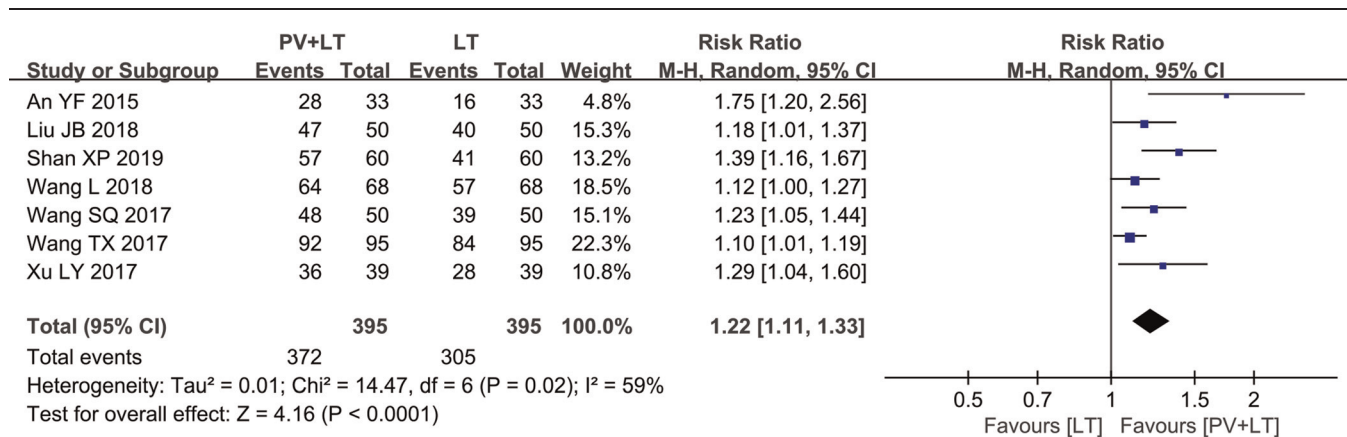 PV+LT LT Risk Ratio Risk Ratio
Study or Subgroup Events Total Events Total Weight M-H, Random, 95% CI M-H, Random, 95% CI
An YF 2015 28 33 16 33 4.8% 1.75 [1.20, 2.56]
Liu JB 2018 47 50 40 50 15.3% 1.18 [1.01, 1.37]
Shan XP 2019 57 60 41 60 13.2% 1.39 [1.16, 1.67]
Wang L 2018 64 68 57 68 18.5% 1.12 [1.00, 1.27]
Wang SQ 2017 48 50 39 50 15.1% 1.23 [1.05, 1.44]
Wang TX 2017 92 95 84 95 22.3% 1.10 [1.01, 1.19]
Xu LY 2017 36 39 28 39 10.8% 1.29 [1.04, 1.60]
Total (95% CI) 395 395 100.0% 1.22 [1.11, 1.33]
Total events 372 305
Heterogeneity: Tau² = 0.01; Chi² = 14.47, df = 6 (P = 0.02); I² = 59%
Test for overall effect: Z = 4.16 (P < 0.0001)
0.5 0.7 1 1.5 2
Favours [LT] Favours [PV+LT]